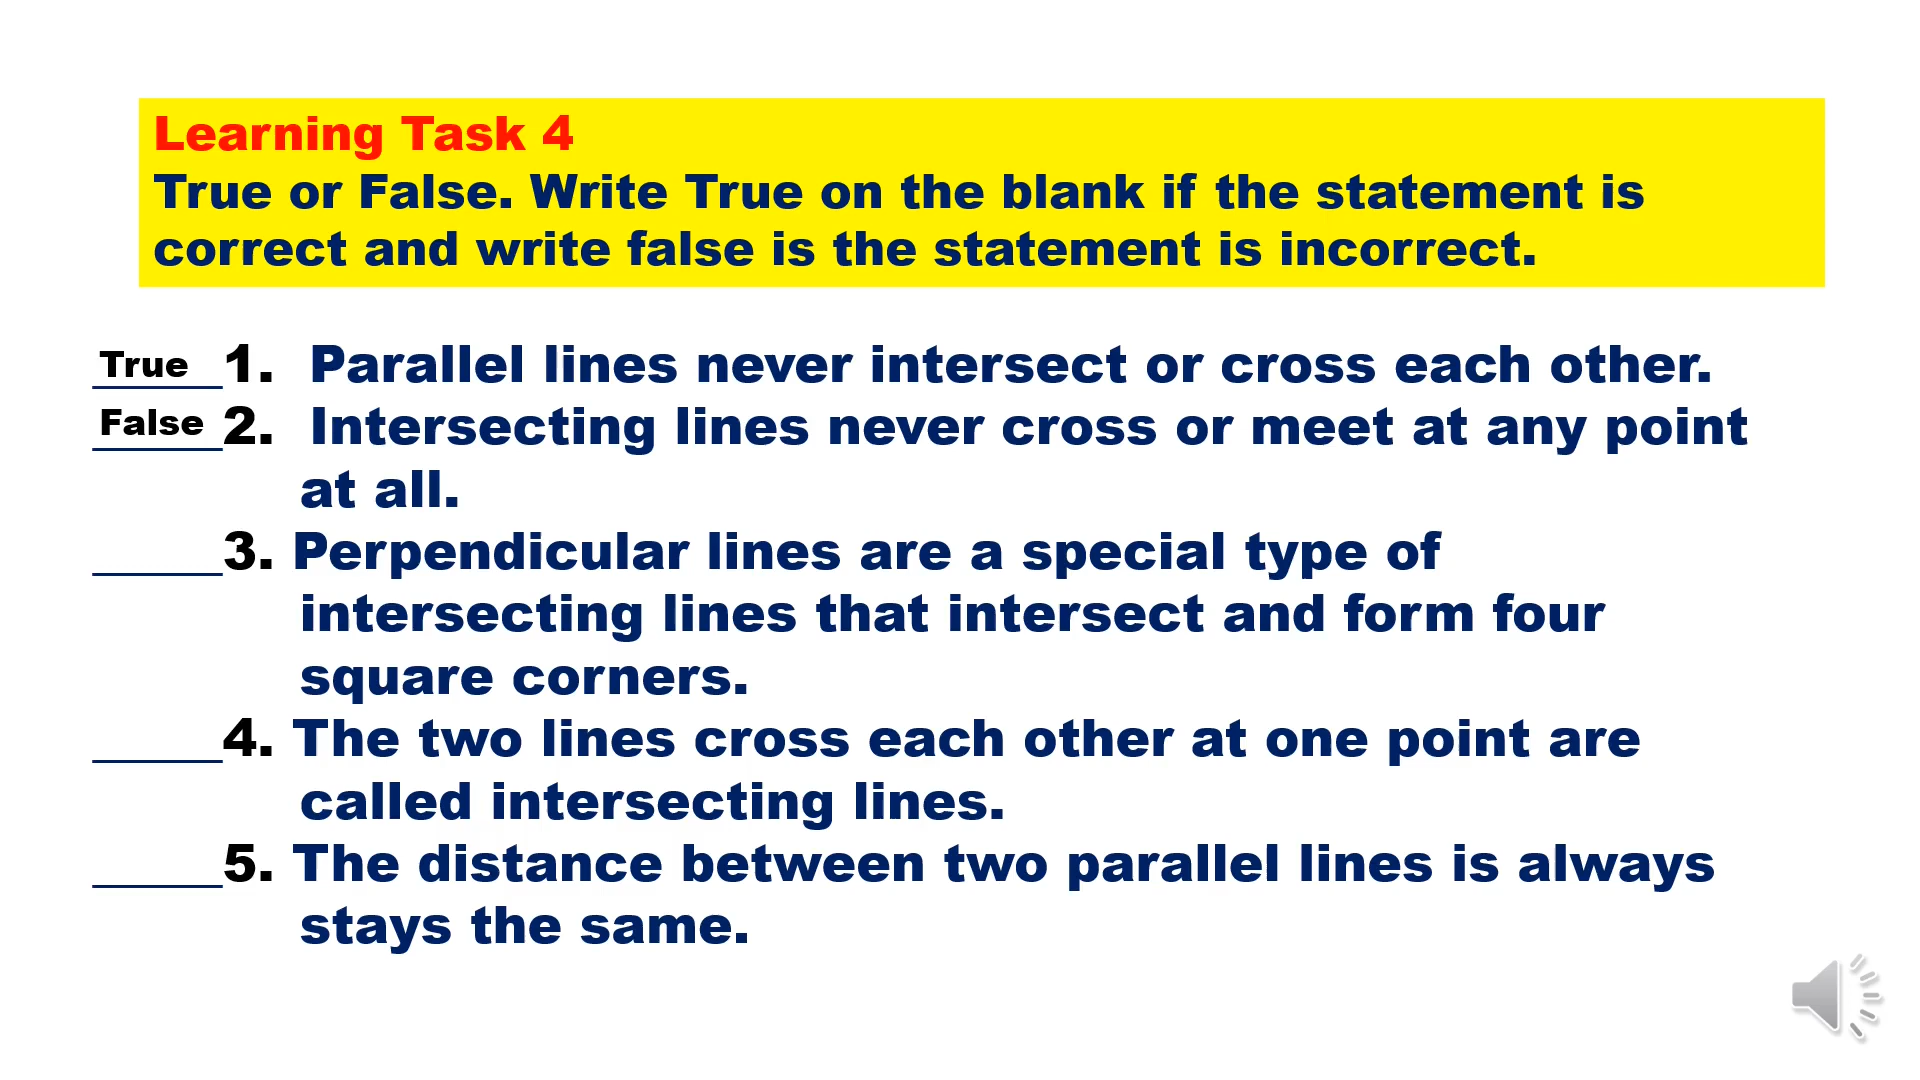 Learning Task 4
True or False. Write True on the blank if the statement is
correct and write false is the statement is incorrect.
True 1. Parallel lines never intersect or cross each other.
False 2. Intersecting lines never cross or meet at any point
at all.
______3. Perpendicular lines are a special type of
intersecting lines that intersect and form four
square corners.
______4. The two lines cross each other at one point are
called intersecting lines.
______5. The distance between two parallel lines is always
stays the same.